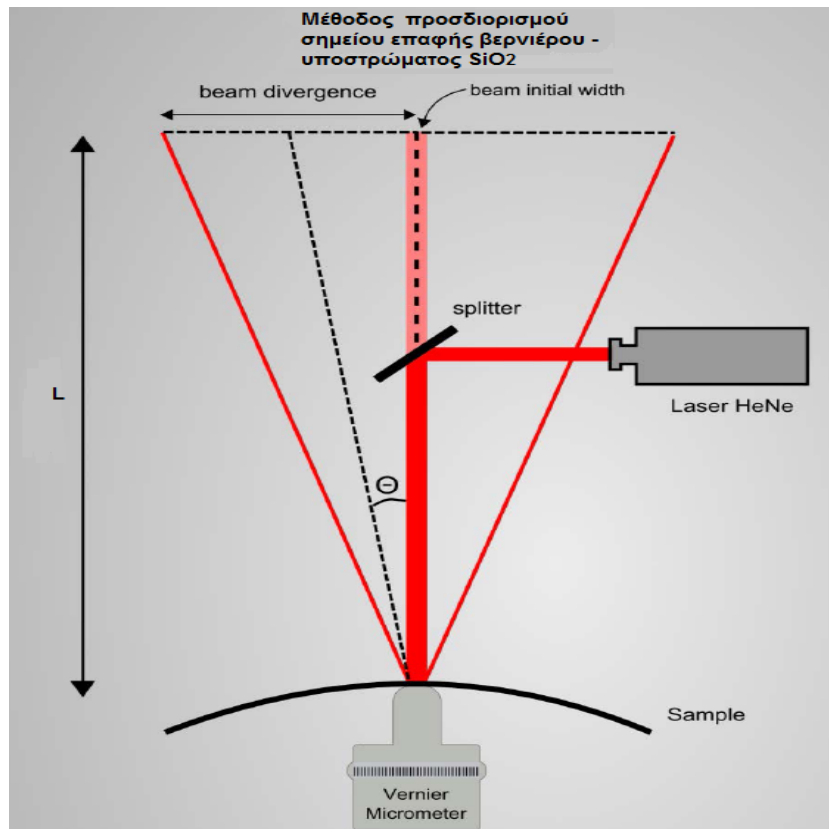 Μέθοδος προσδιορισμού
σημείου επαφής βερνιέρου -
υποστρώματος SiO2
beam divergence
beam initial width
splitter
L
Laser HeNe
Θ
Sample
Vernier
Micrometer